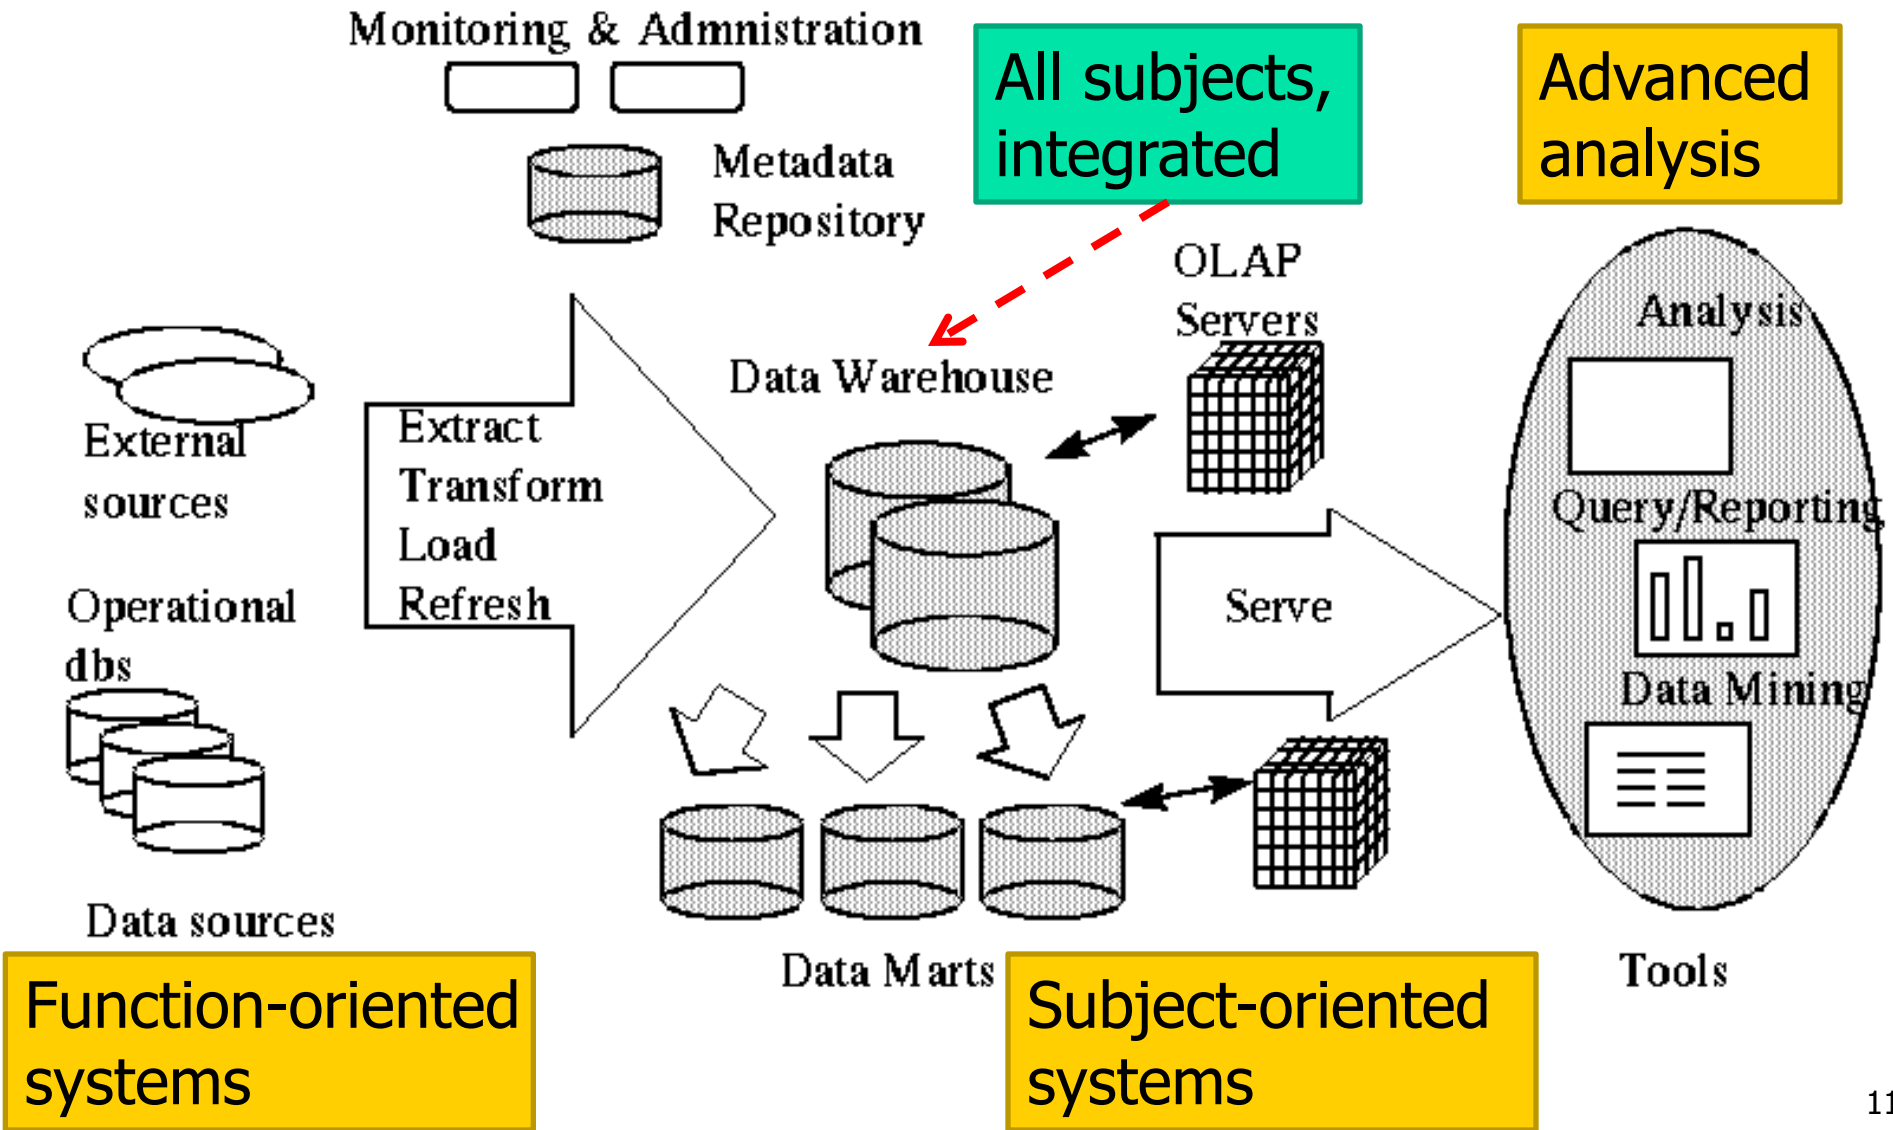 Monitoring & Admnistration
All subjects,
integrated
Advanced
analysis
Metadata
Repository
OLAP
Servers
Analysis
Data Warehouse
External
sources
Extract
Transform
Load
Refresh
Query/Reporting
Operational
dbs
Serve
Data Mining
Data sources
Data Marts
Tools
Function-oriented
systems
Subject-oriented
systems
11